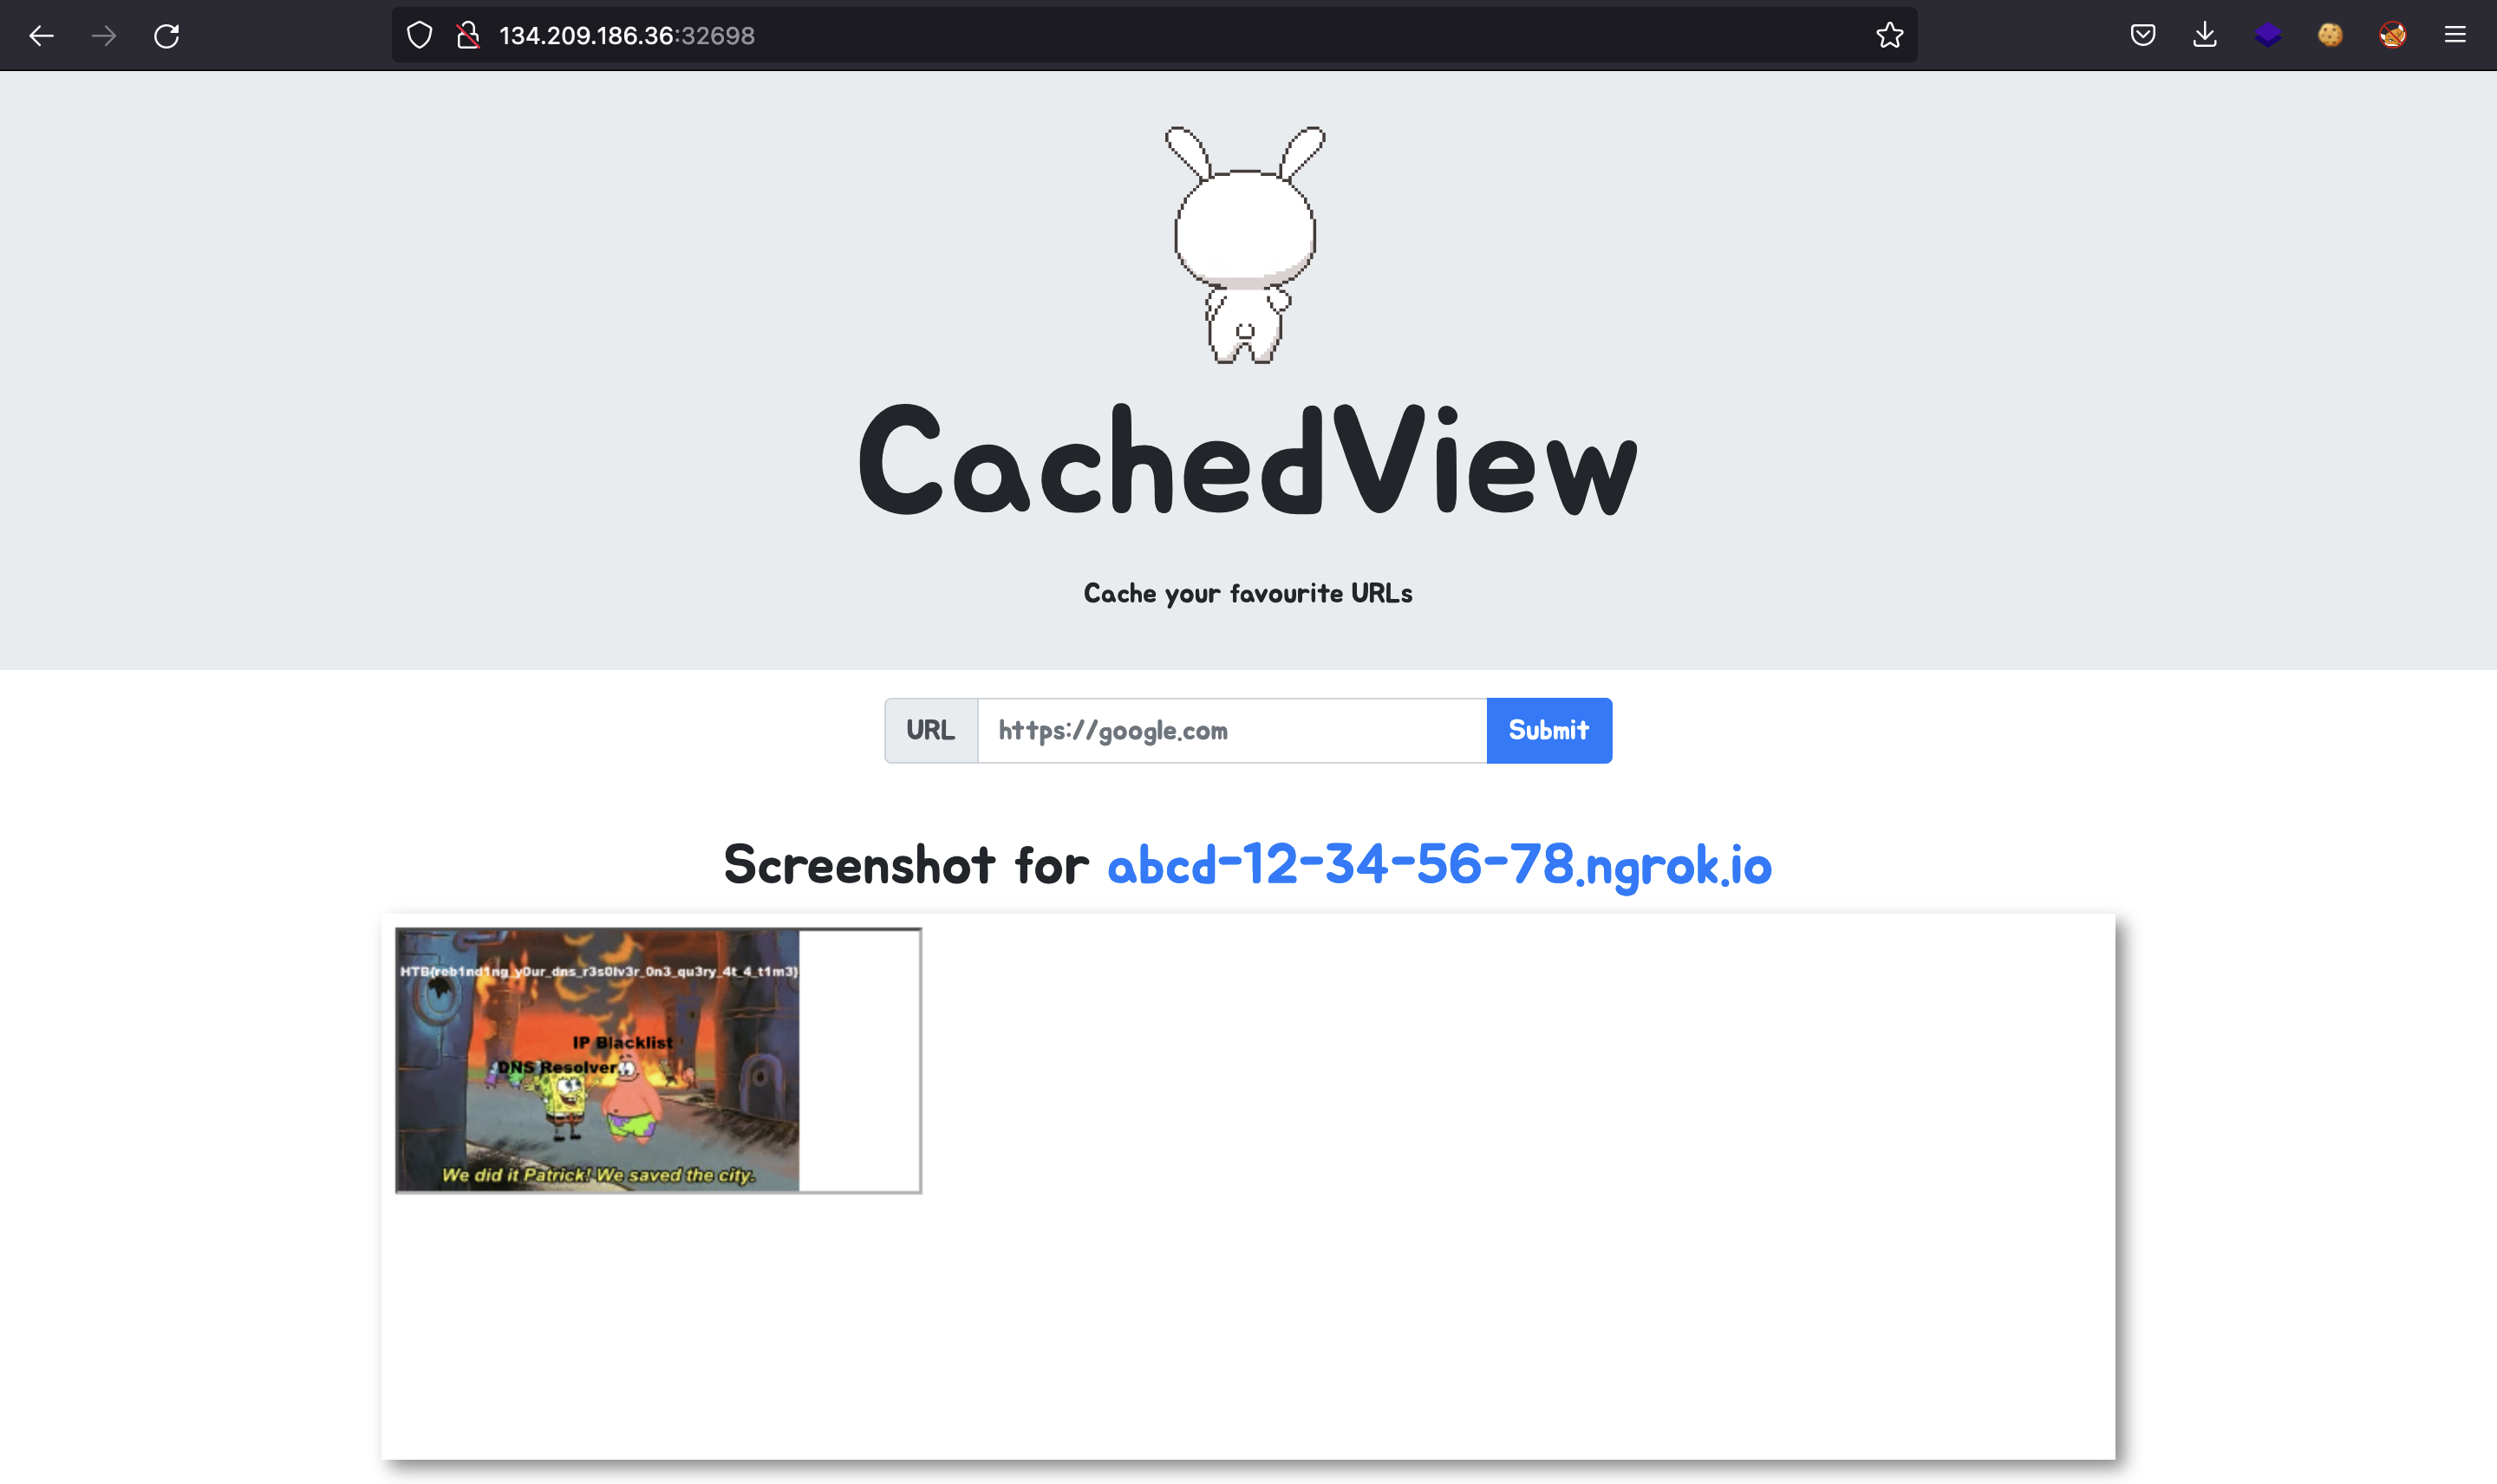 134.209.186.36:32698
CachedView
Cache your favourite URLs
URL https://google.com Submit
Screenshot for abcd-12-34-56-78.ngrok.io
HTB{reb1nd1ng_y0ur_dns_r3s0lv3r_0n3_qu3ry_4t_4_t1m3}
IP Blacklist
DNS Resolver
We did it Patrick! We saved the city.